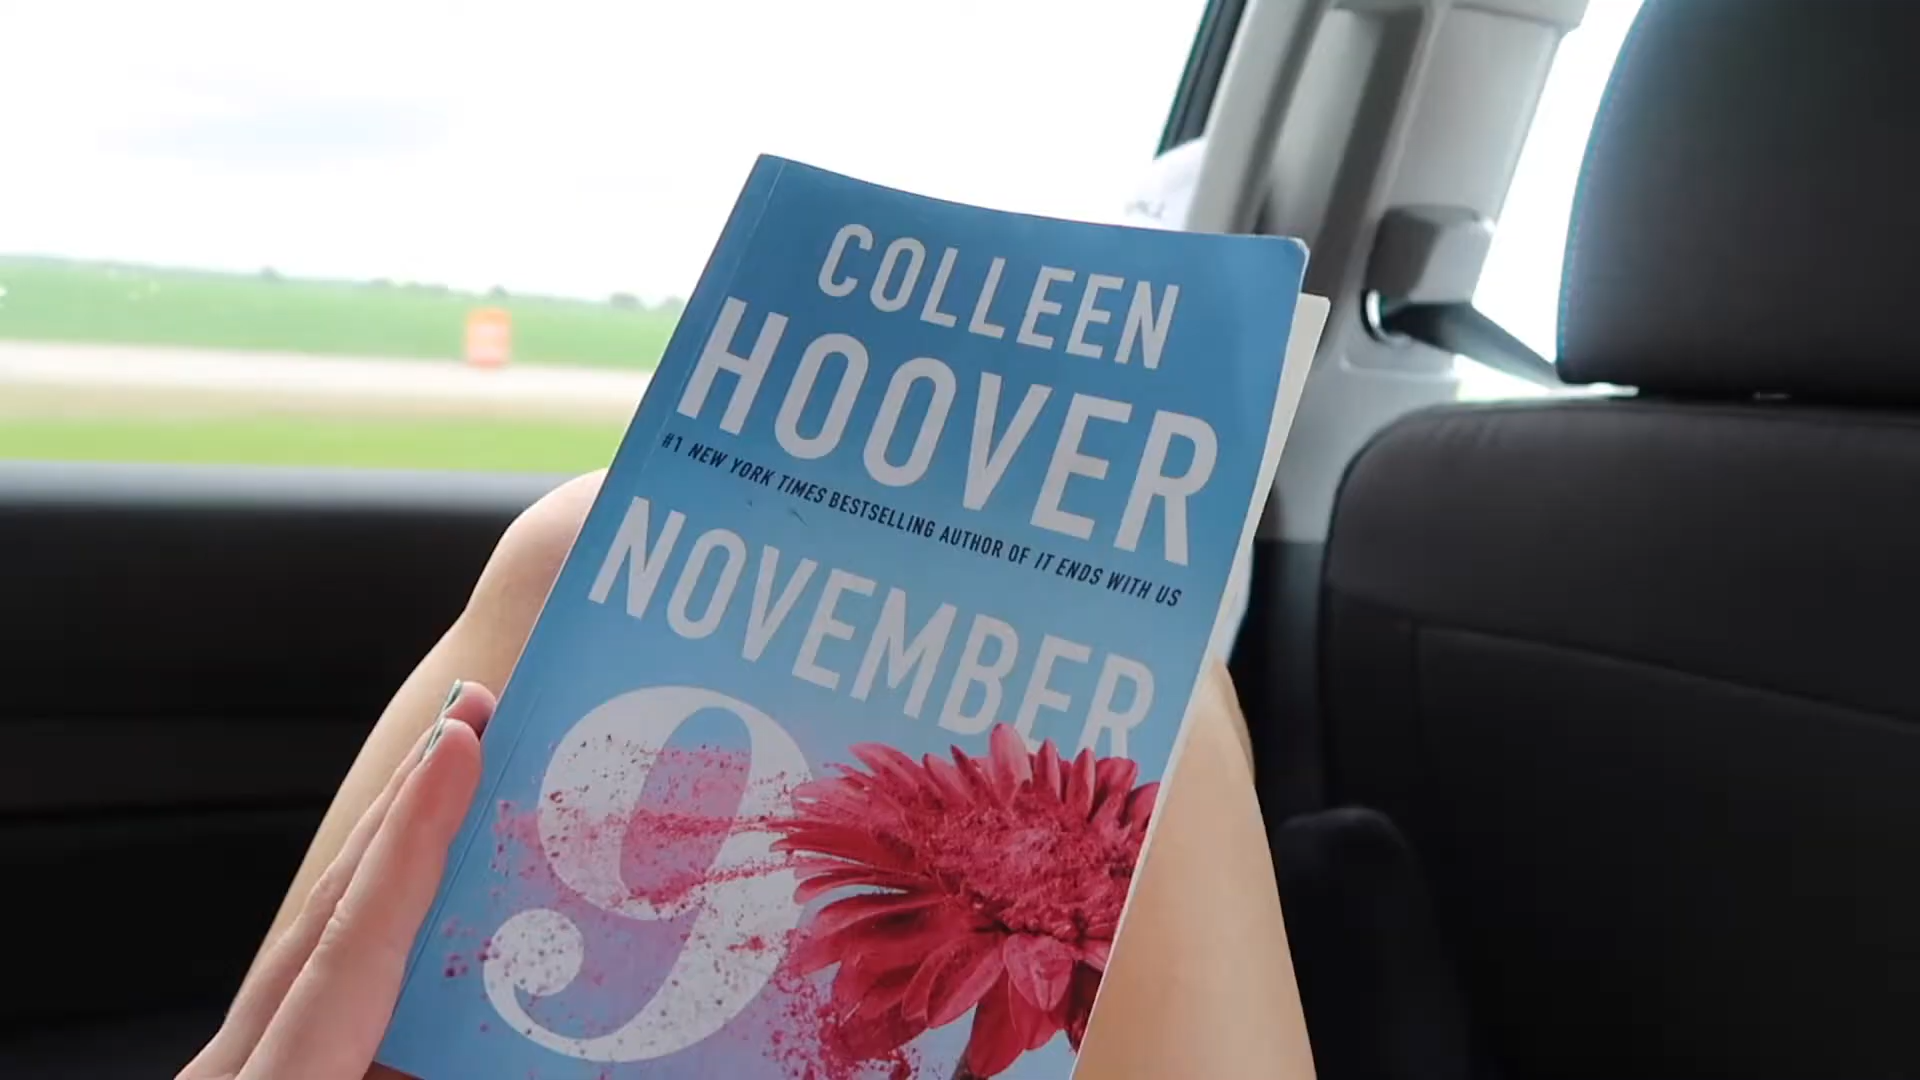 COLLEEN
HOOVER
#1 NEW YORK TIMES BESTSELLING AUTHOR OF IT ENDS WITH US
NOVEMBER
9